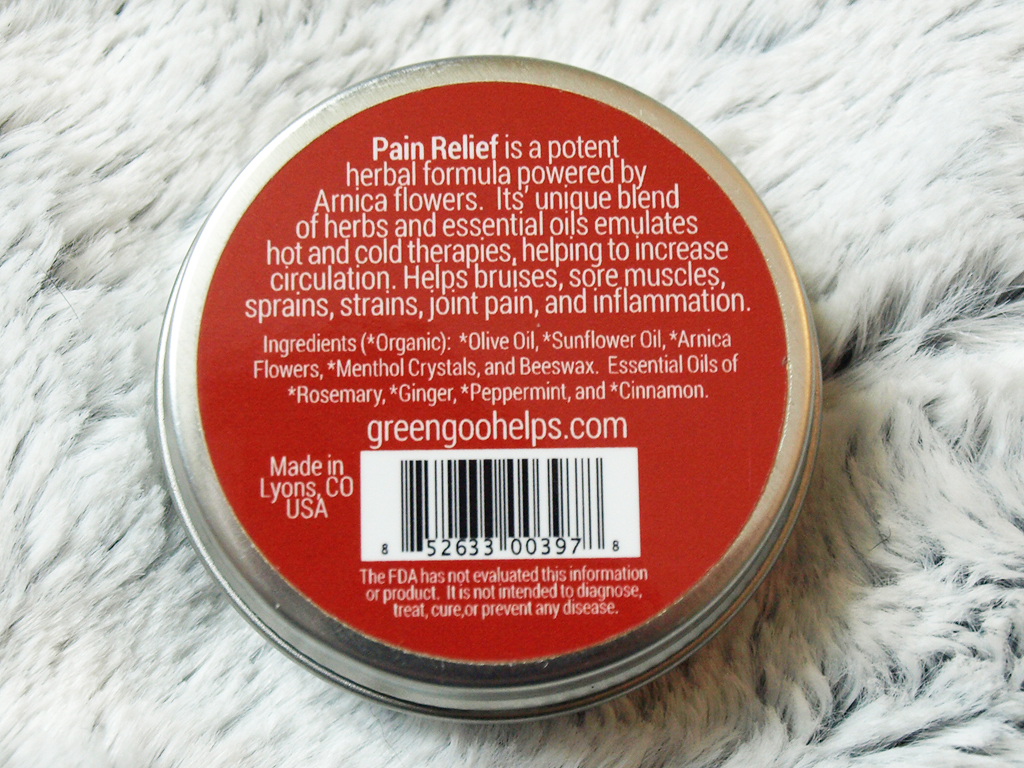 Pain Relief is a potent
herbal formula powered by
Arnica flowers. Its' unique blend
of herbs and essential oils emulates
hot and cold therapies, helping to increase
circulation. Helps bruises, sore muscles,
sprains, strains, joint pain, and inflammation.
Ingredients (*Organic): *Olive Oil, *Sunflower Oil, *Arnica
Flowers, *Menthol Crystals, and Beeswax. Essential Oils of
*Rosemary, *Ginger, *Peppermint, and *Cinnamon.
greengoohelps.com
Made in
Lyons, CO
USA
8 52633 00397 8
The FDA has not evaluated this information
or product. It is not intended to diagnose,
treat, cure,or prevent any disease.